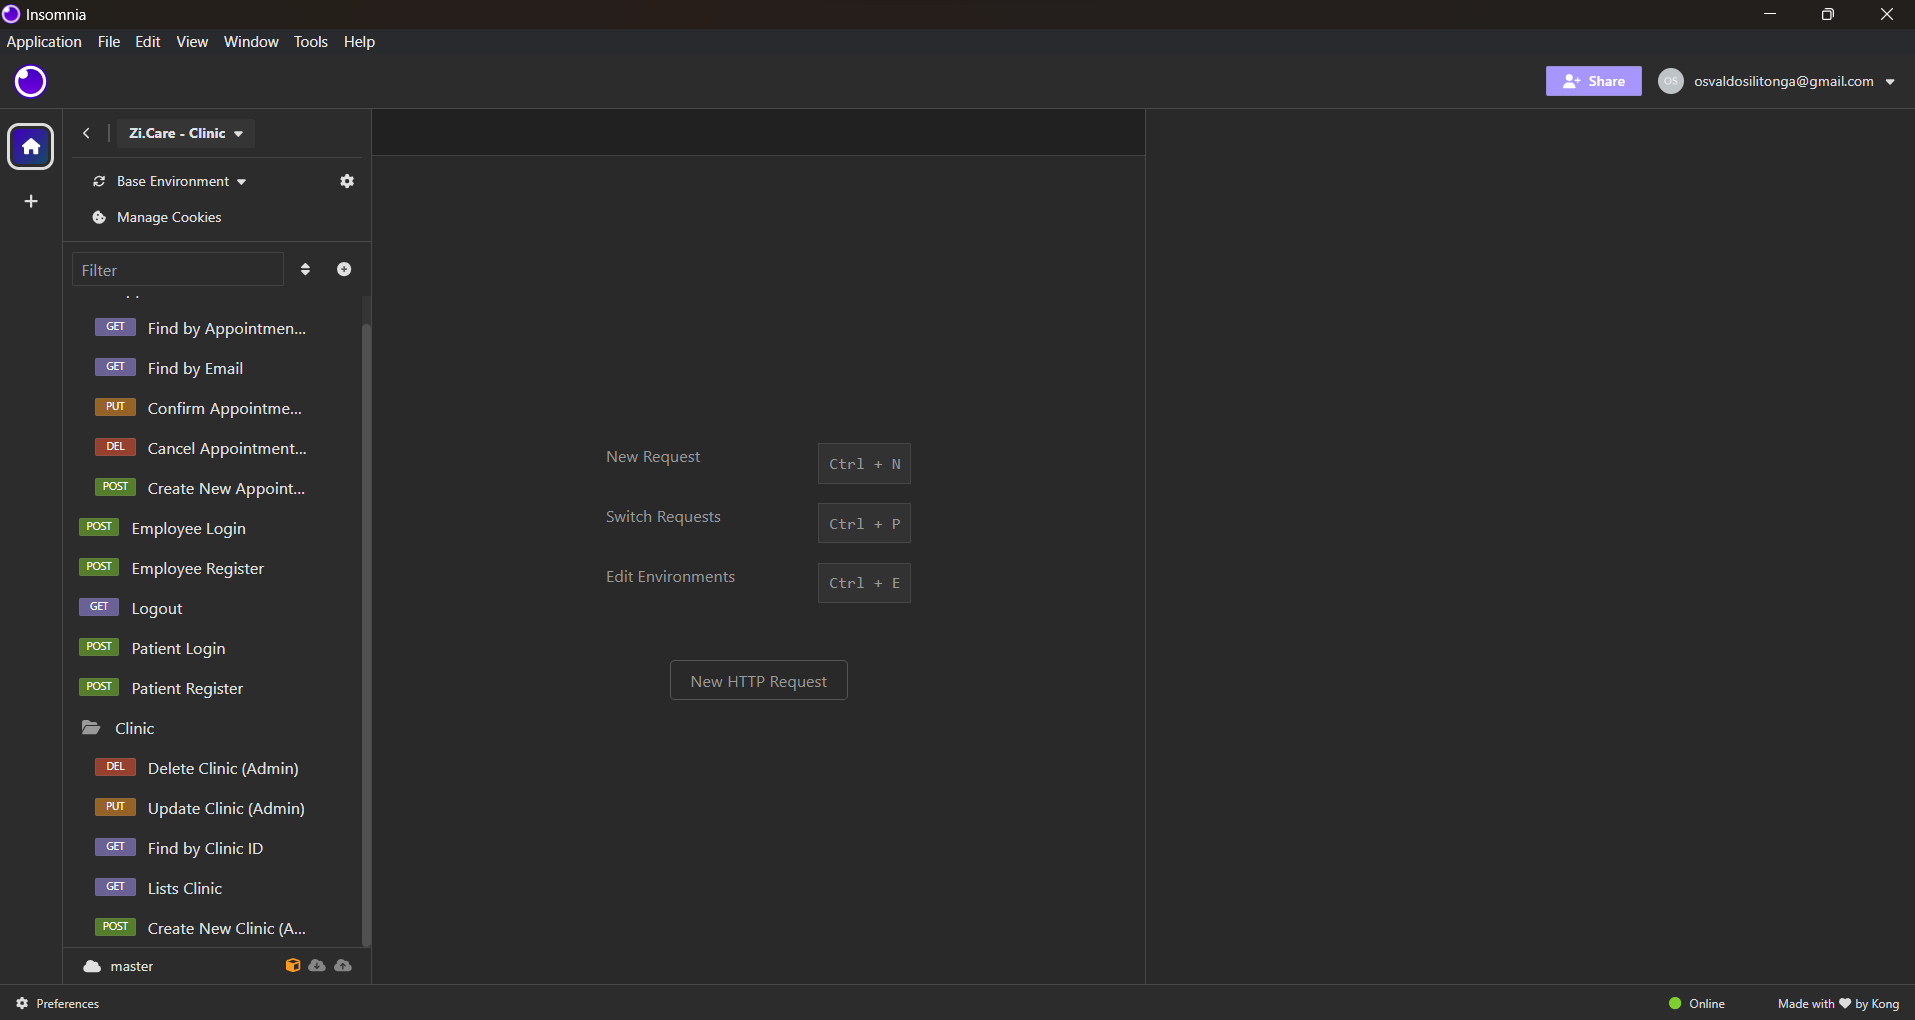 Insomnia
Application File Edit View Window Tools Help
Share
OS
osvaldosilitonga@gmail.com
Zi.Care - Clinic
Base Environment
Manage Cookies
Filter
GET Find by Appointmen...
GET Find by Email
PUT Confirm Appointme...
DEL Cancel Appointment...
POST Create New Appoint...
POST Employee Login
POST Employee Register
GET Logout
POST Patient Login
POST Patient Register
Clinic
DEL Delete Clinic (Admin)
PUT Update Clinic (Admin)
GET Find by Clinic ID
GET Lists Clinic
POST Create New Clinic (A...
master
New Request Ctrl + N
Switch Requests Ctrl + P
Edit Environments Ctrl + E
New HTTP Request
Preferences
Online
Made with by Kong